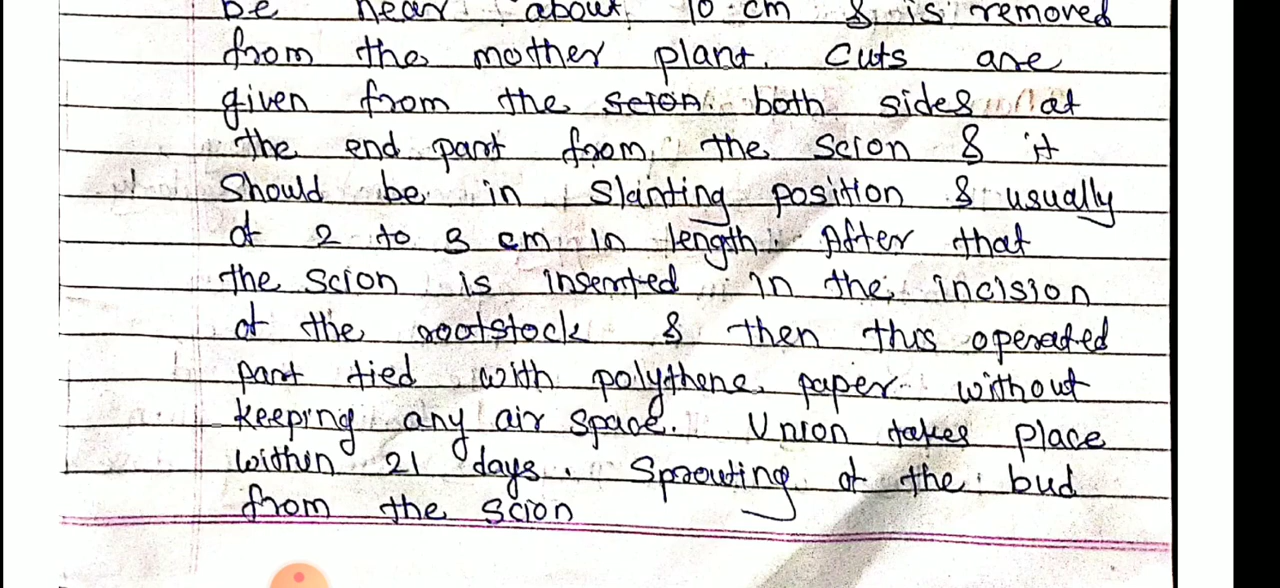 be near about 10 cm & is removed
from the mother plant. Cuts are
given from the scion both sides at
the end part from the scion & it
should be in slanting position & usually
of 2 to 3 cm in length. After that
the scion is inserted in the incision
of the rootstock & then this operated
part tied with polythene paper without
keeping any air space. Union takes place
within 21 days. Sprouting of the bud
from the scion